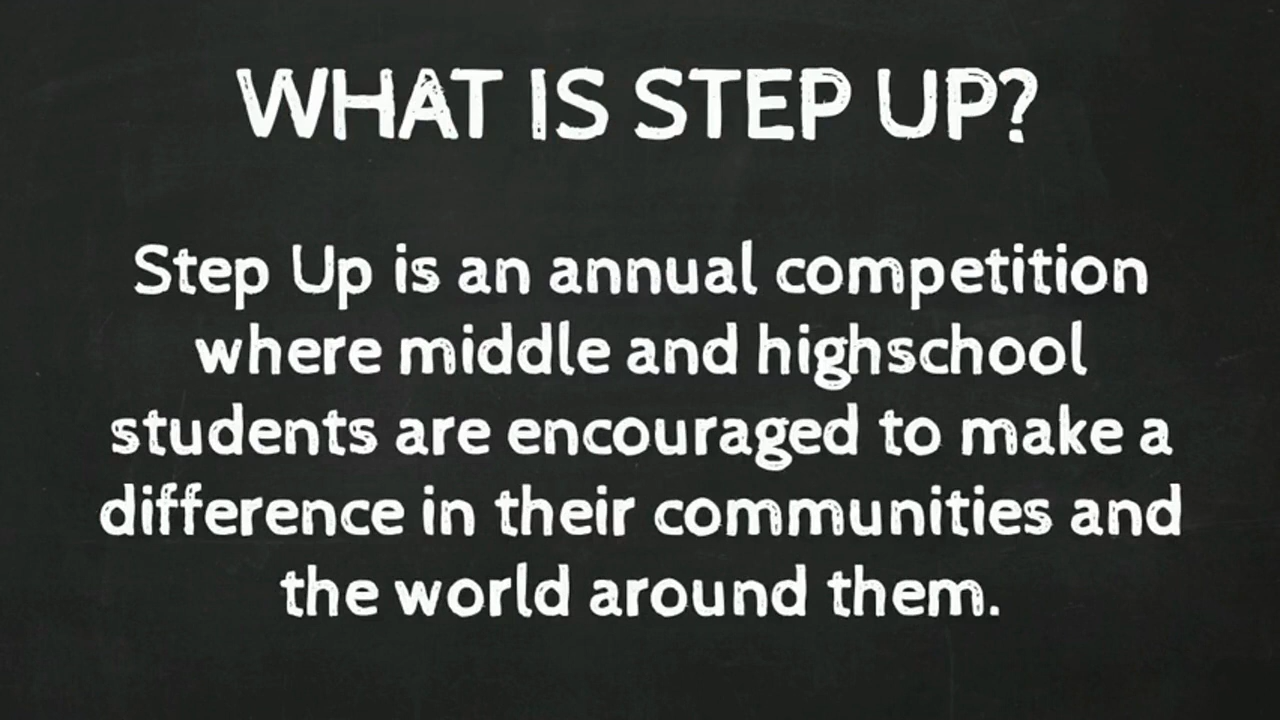 WHAT IS STEP UP?
Step Up is an annual competition
where middle and highschool
students are encouraged to make a
difference in their communities and
the world around them.